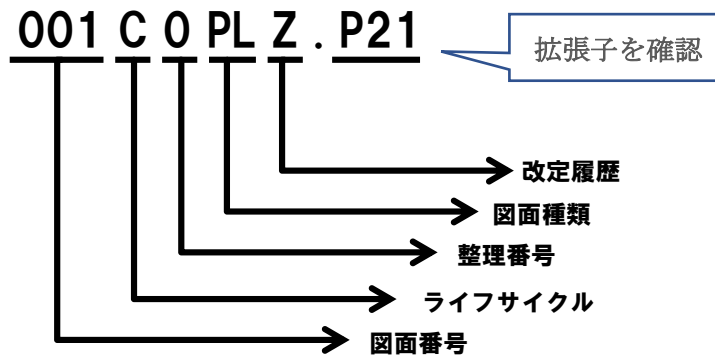 001 C 0 PL Z . P21
拡張子を確認
改定履歴
図面種類
整理番号
ライフサイクル
図面番号